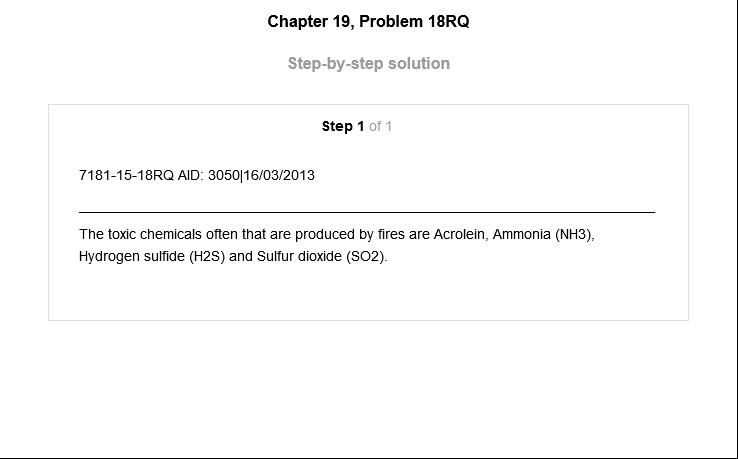 Chapter 19, Problem 18RQ
Step-by-step solution
Step 1 of 1
7181-15-18RQ AID: 3050|16/03/2013
The toxic chemicals often that are produced by fires are Acrolein, Ammonia (NH3),
Hydrogen sulfide (H2S) and Sulfur dioxide (SO2).